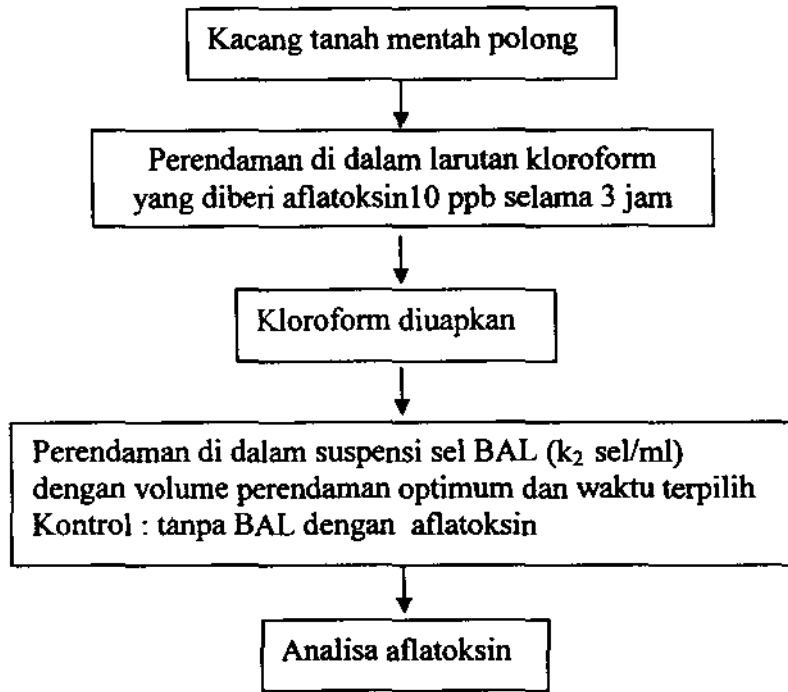 Kacang tanah mentah polong
Perendaman di dalam larutan kloroform
yang diberi aflatoksin10 ppb selama 3 jam
Kloroform diuapkan
Perendaman di dalam suspensi sel BAL (k₂ sel/ml)
dengan volume perendaman optimum dan waktu terpilih
Kontrol : tanpa BAL dengan aflatoksin
Analisa aflatoksin